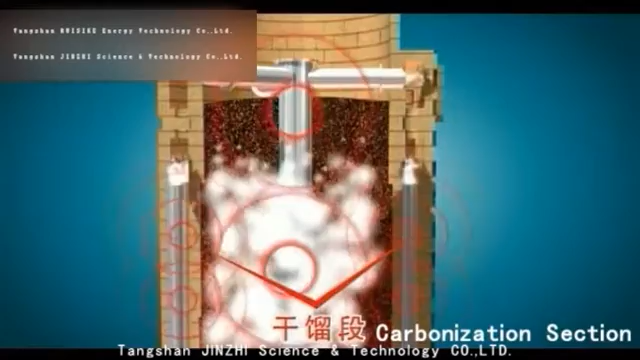 Tangshan RUIDING Energy Technology Co.,Ltd.
Tangshan JINZHI Science & Technology Co.,Ltd.
干馏段 Carbonization Section
Tangshan JINZHI Science & Technology CO.,LTD.